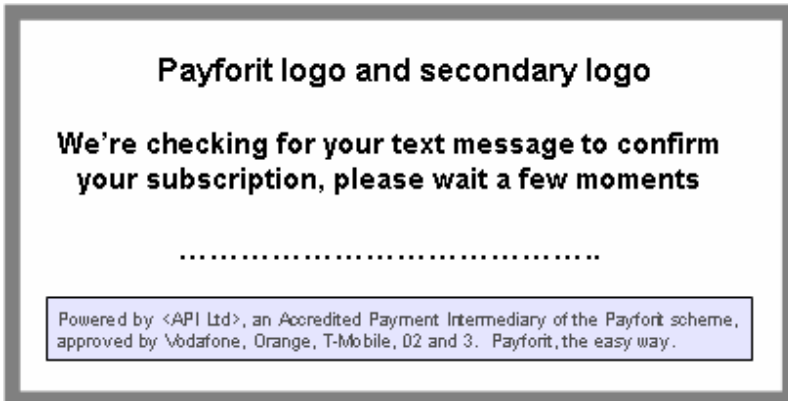 Payforit logo and secondary logo
We're checking for your text message to confirm
your subscription, please wait a few moments
……………………………………..
Powered by <API Ltd>, an Accredited Payment Intermediary of the Payforit scheme,
approved by Vodafone, Orange, T-Mobile, O2 and 3. Payforit, the easy way.